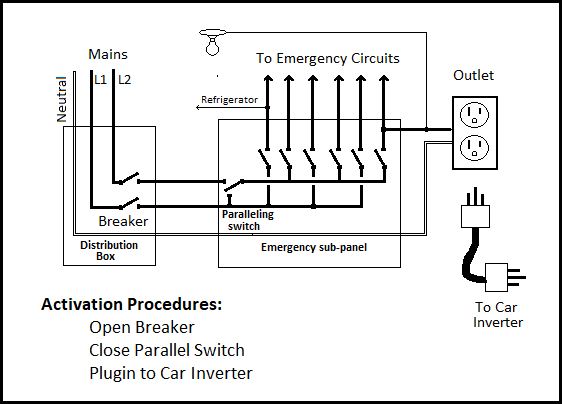 Mains
To Emergency Circuits
L1
L2
Outlet
Neutral
Refrigerator
Breaker
Paralleling
switch
Distribution
Box
Emergency sub-panel
To Car
Inverter
Activation Procedures:
Open Breaker
Close Parallel Switch
Plugin to Car Inverter